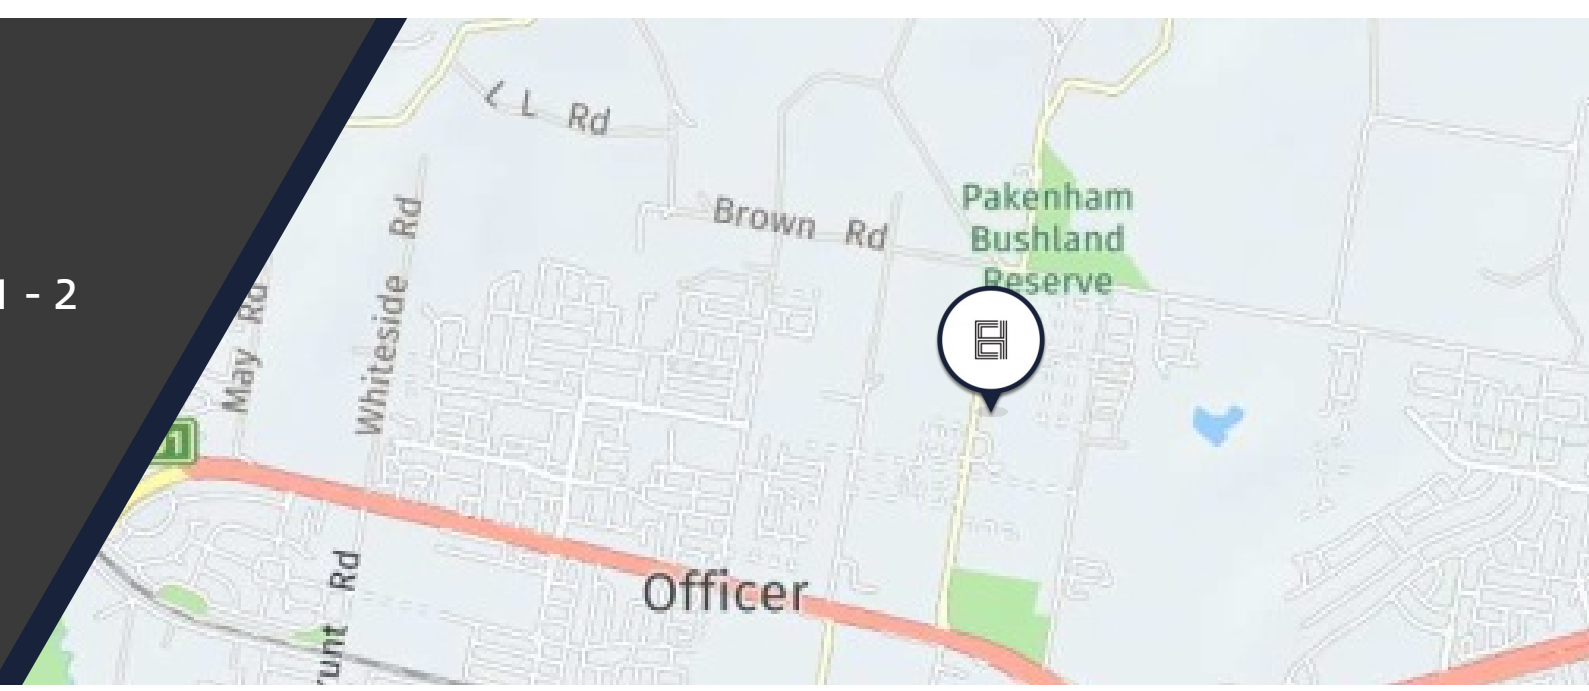 L L Rd
Pakenham
Bushland
Reserve
Brown Rd
Whiteside Rd
May Rd
- 2
1
Officer
Rd